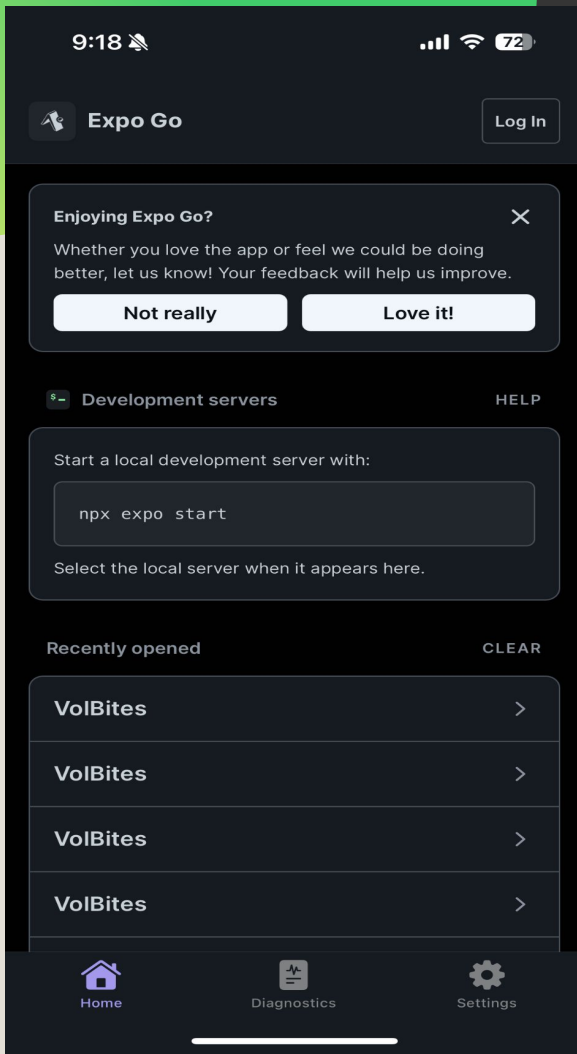 9:18
72
Expo Go
Log In
Enjoying Expo Go?
Whether you love the app or feel we could be doing
better, let us know! Your feedback will help us improve.
Not really
Love it!
$ –
Development servers
HELP
Start a local development server with:
npx expo start
Select the local server when it appears here.
Recently opened
CLEAR
VolBites
VolBites
VolBites
VolBites
Home
Diagnostics
Settings